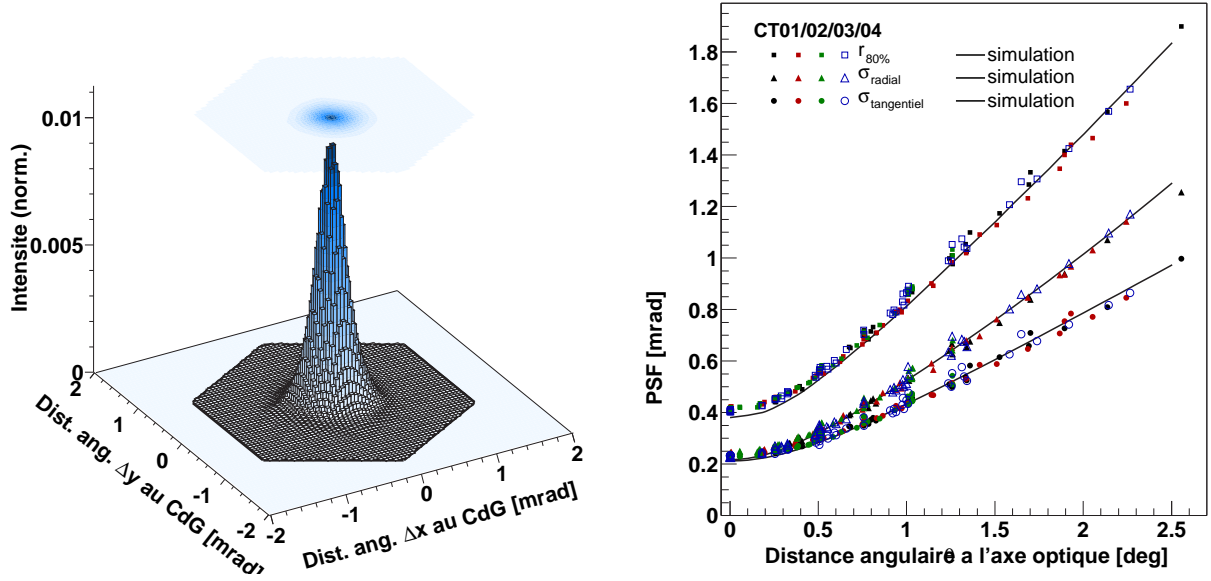 Intensite (norm.)
0.01
0.005
0
2
1
0
-1
-2
Dist. ang. Δy au CdG [mrad]
-2
-1
0
1
2
Dist. ang. Δx au CdG [mrad]
PSF [mrad]
1.8
1.6
1.4
1.2
1
0.8
0.6
0.4
0.2
0
CT01/02/03/04
r80% simulation
σradial simulation
σtangentiel simulation
0 0.5 1 1.5 2 2.5
Distance angulaire θ a l'axe optique [deg]